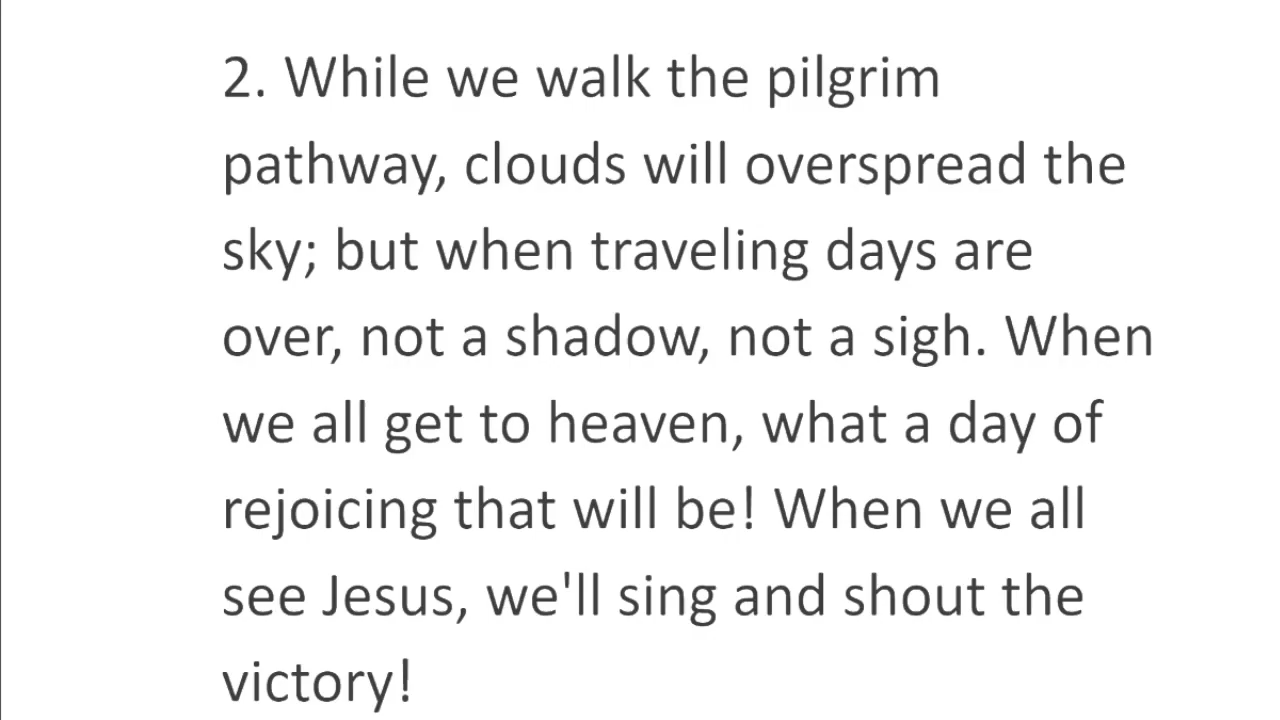 2. While we walk the pilgrim
pathway, clouds will overspread the
sky; but when traveling days are
over, not a shadow, not a sigh. When
we all get to heaven, what a day of
rejoicing that will be! When we all
see Jesus, we'll sing and shout the
victory!